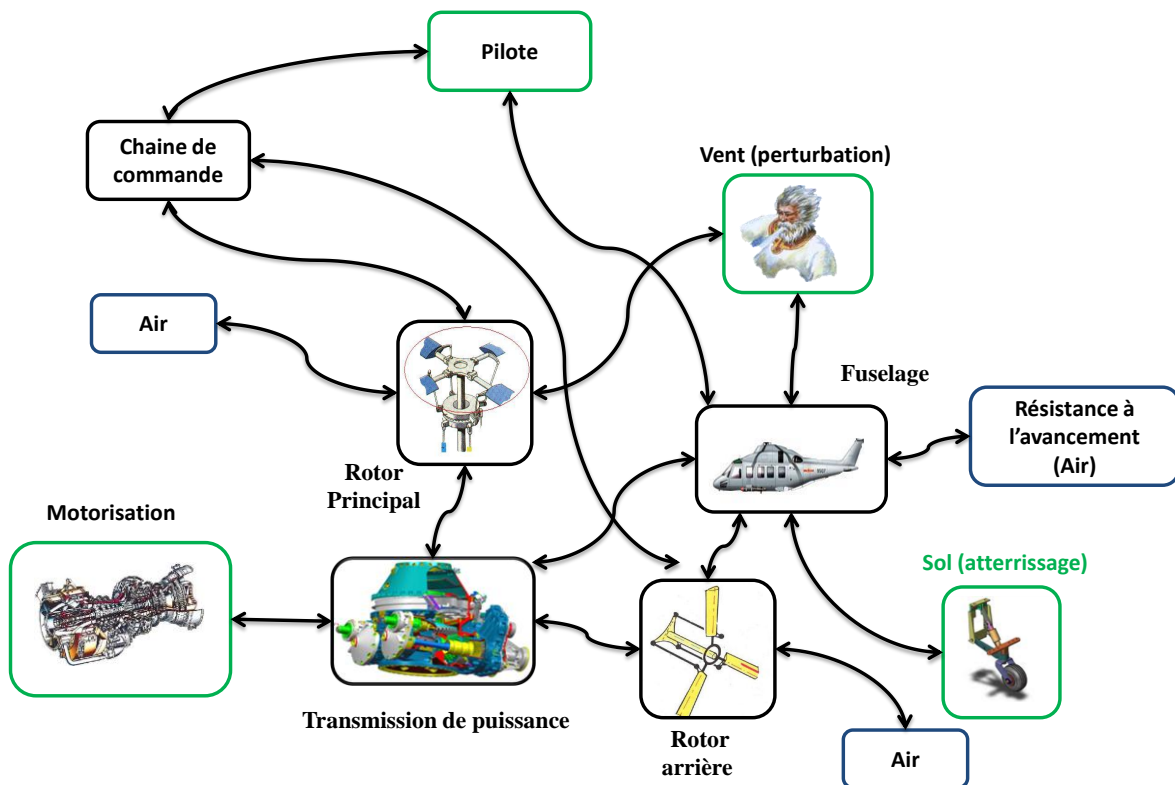 Pilote
Chaine de
commande
Vent (perturbation)
Air
Fuselage
Résistance à
l'avancement
(Air)
Rotor
Principal
Motorisation
Sol (atterrissage)
Transmission de puissance
Rotor
arrière
Air